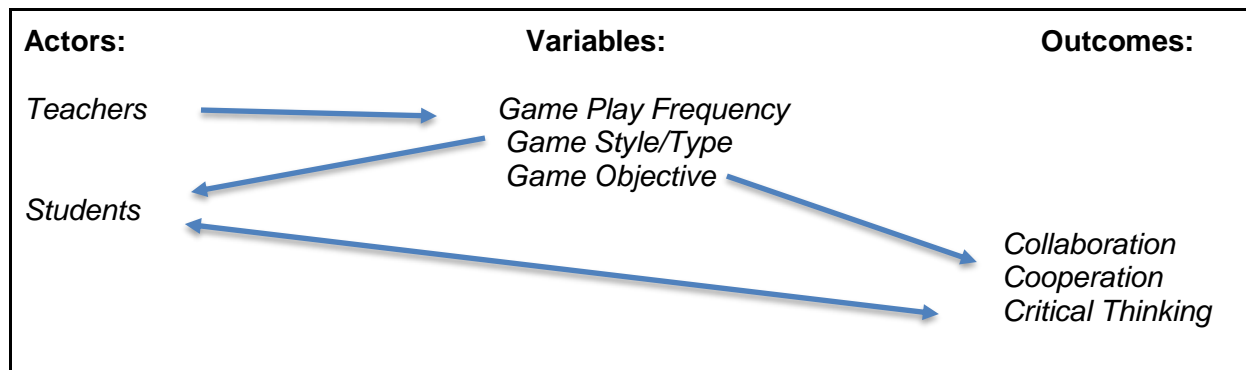 Actors: Variables: Outcomes:
Teachers Game Play Frequency
Game Style/Type
Game Objective
Students
Collaboration
Cooperation
Critical Thinking